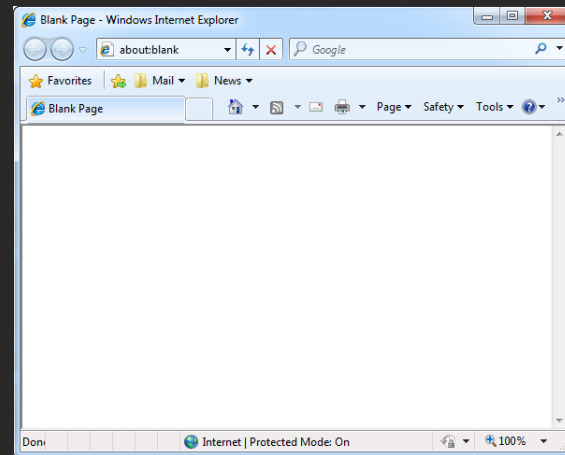 Blank Page - Windows Internet Explorer
about:blank
Google
Favorites Mail News
Blank Page Page Safety Tools
Done Internet | Protected Mode: On 100%